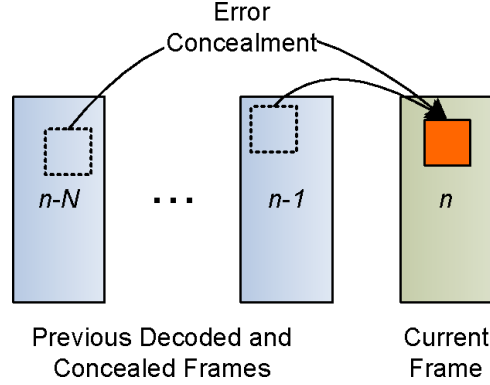 Error
Concealment
n-N
...
n-1
n
Previous Decoded and
Concealed Frames
Current
Frame